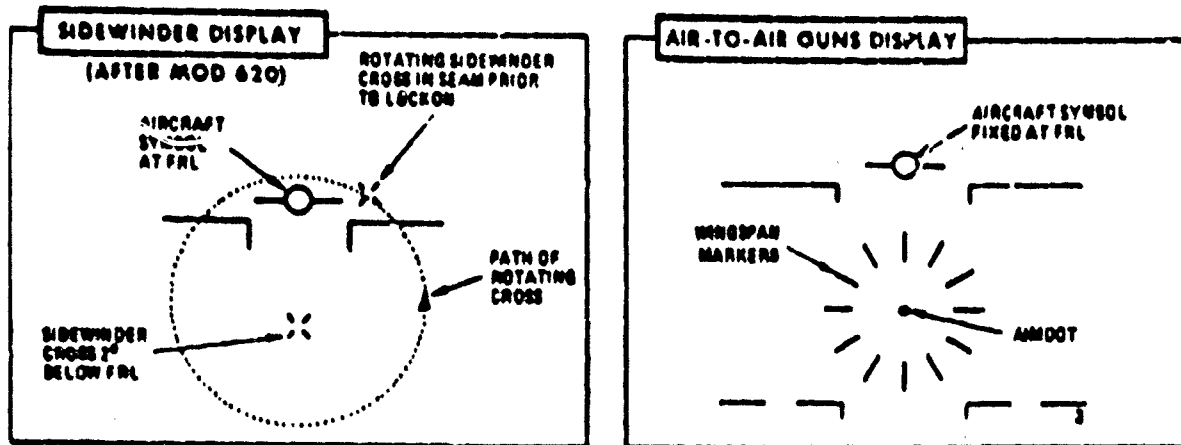 SIDEWINDER DISPLAY
(AFTER MOD 620)
ROTATING SIDEWINDER
CROSS IN SEAM PRIOR
TO LOCKON
AIRCRAFT
SYMBOL
AT FRL
PATH OF
ROTATING
CROSS
SIDEWINDER
CROSS 2°
BELOW FRL
AIR-TO-AIR GUNS DISPLAY
AIRCRAFT SYMBOL
FIXED AT FRL
WINGSPAN
MARKERS
AIMDOT